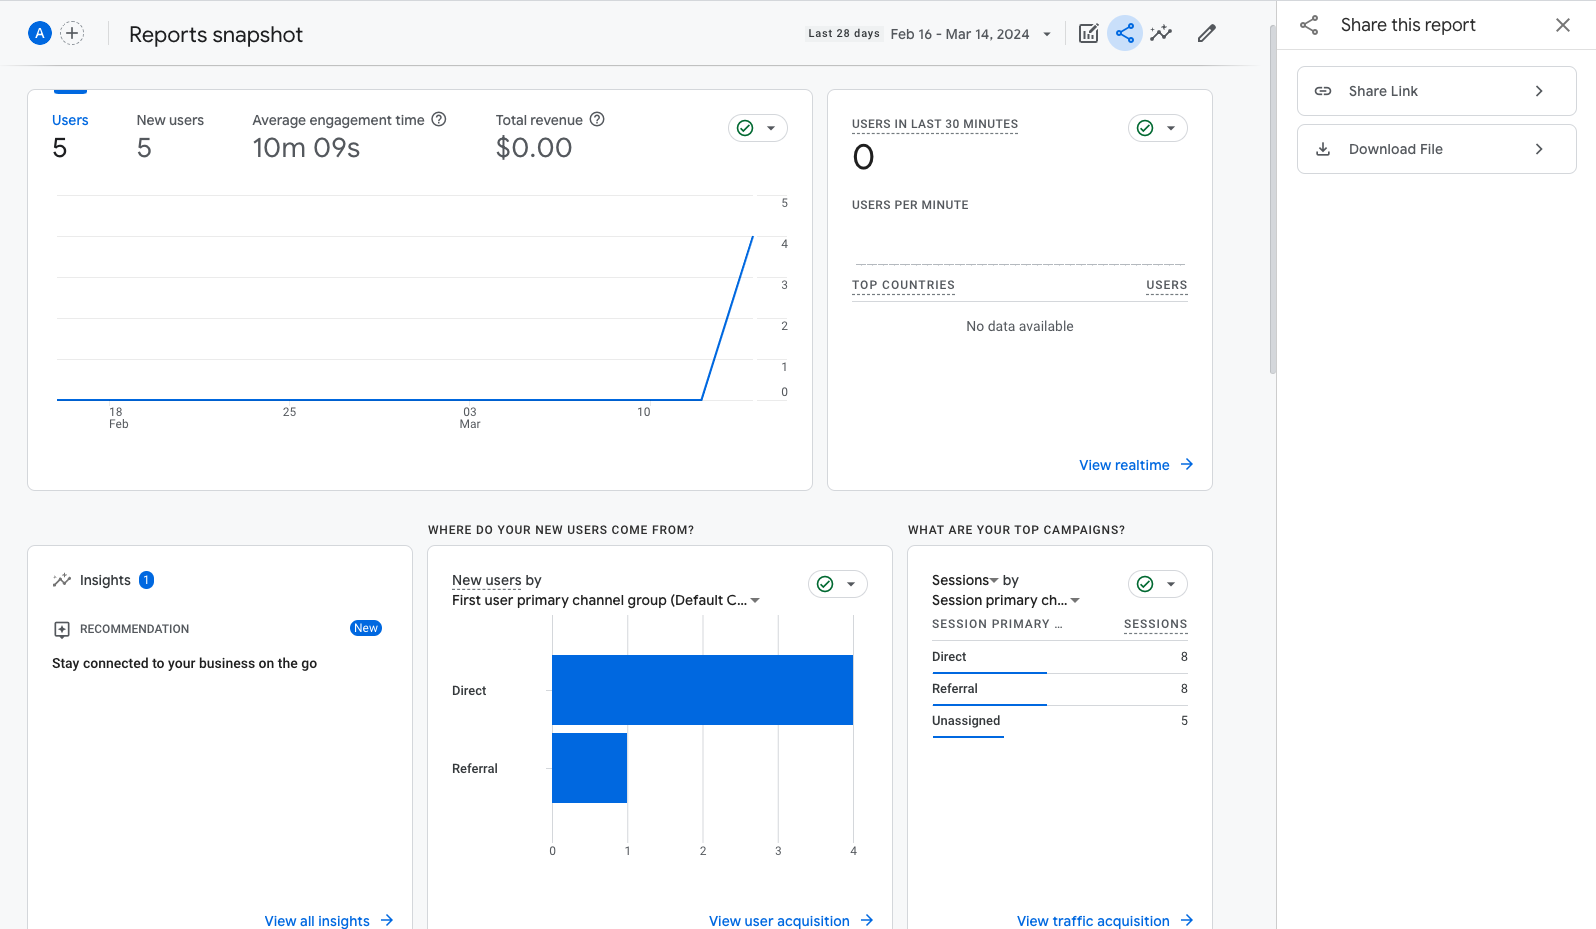 A
Reports snapshot
Last 28 days Feb 16 - Mar 14, 2024
Share this report
Share Link
Download File
Users
5
New users
5
Average engagement time
10m 09s
Total revenue
$0.00
5
4
3
2
1
0
18
Feb
25
03
Mar
10
USERS IN LAST 30 MINUTES
0
USERS PER MINUTE
TOP COUNTRIES USERS
No data available
View realtime
Insights 1
RECOMMENDATION New
Stay connected to your business on the go
View all insights
WHERE DO YOUR NEW USERS COME FROM?
New users by
First user primary channel group (Default C...
Direct
Referral
0 1 2 3 4
View user acquisition
WHAT ARE YOUR TOP CAMPAIGNS?
Sessions by
Session primary ch...
SESSION PRIMARY ... SESSIONS
Direct 8
Referral 8
Unassigned 5
View traffic acquisition